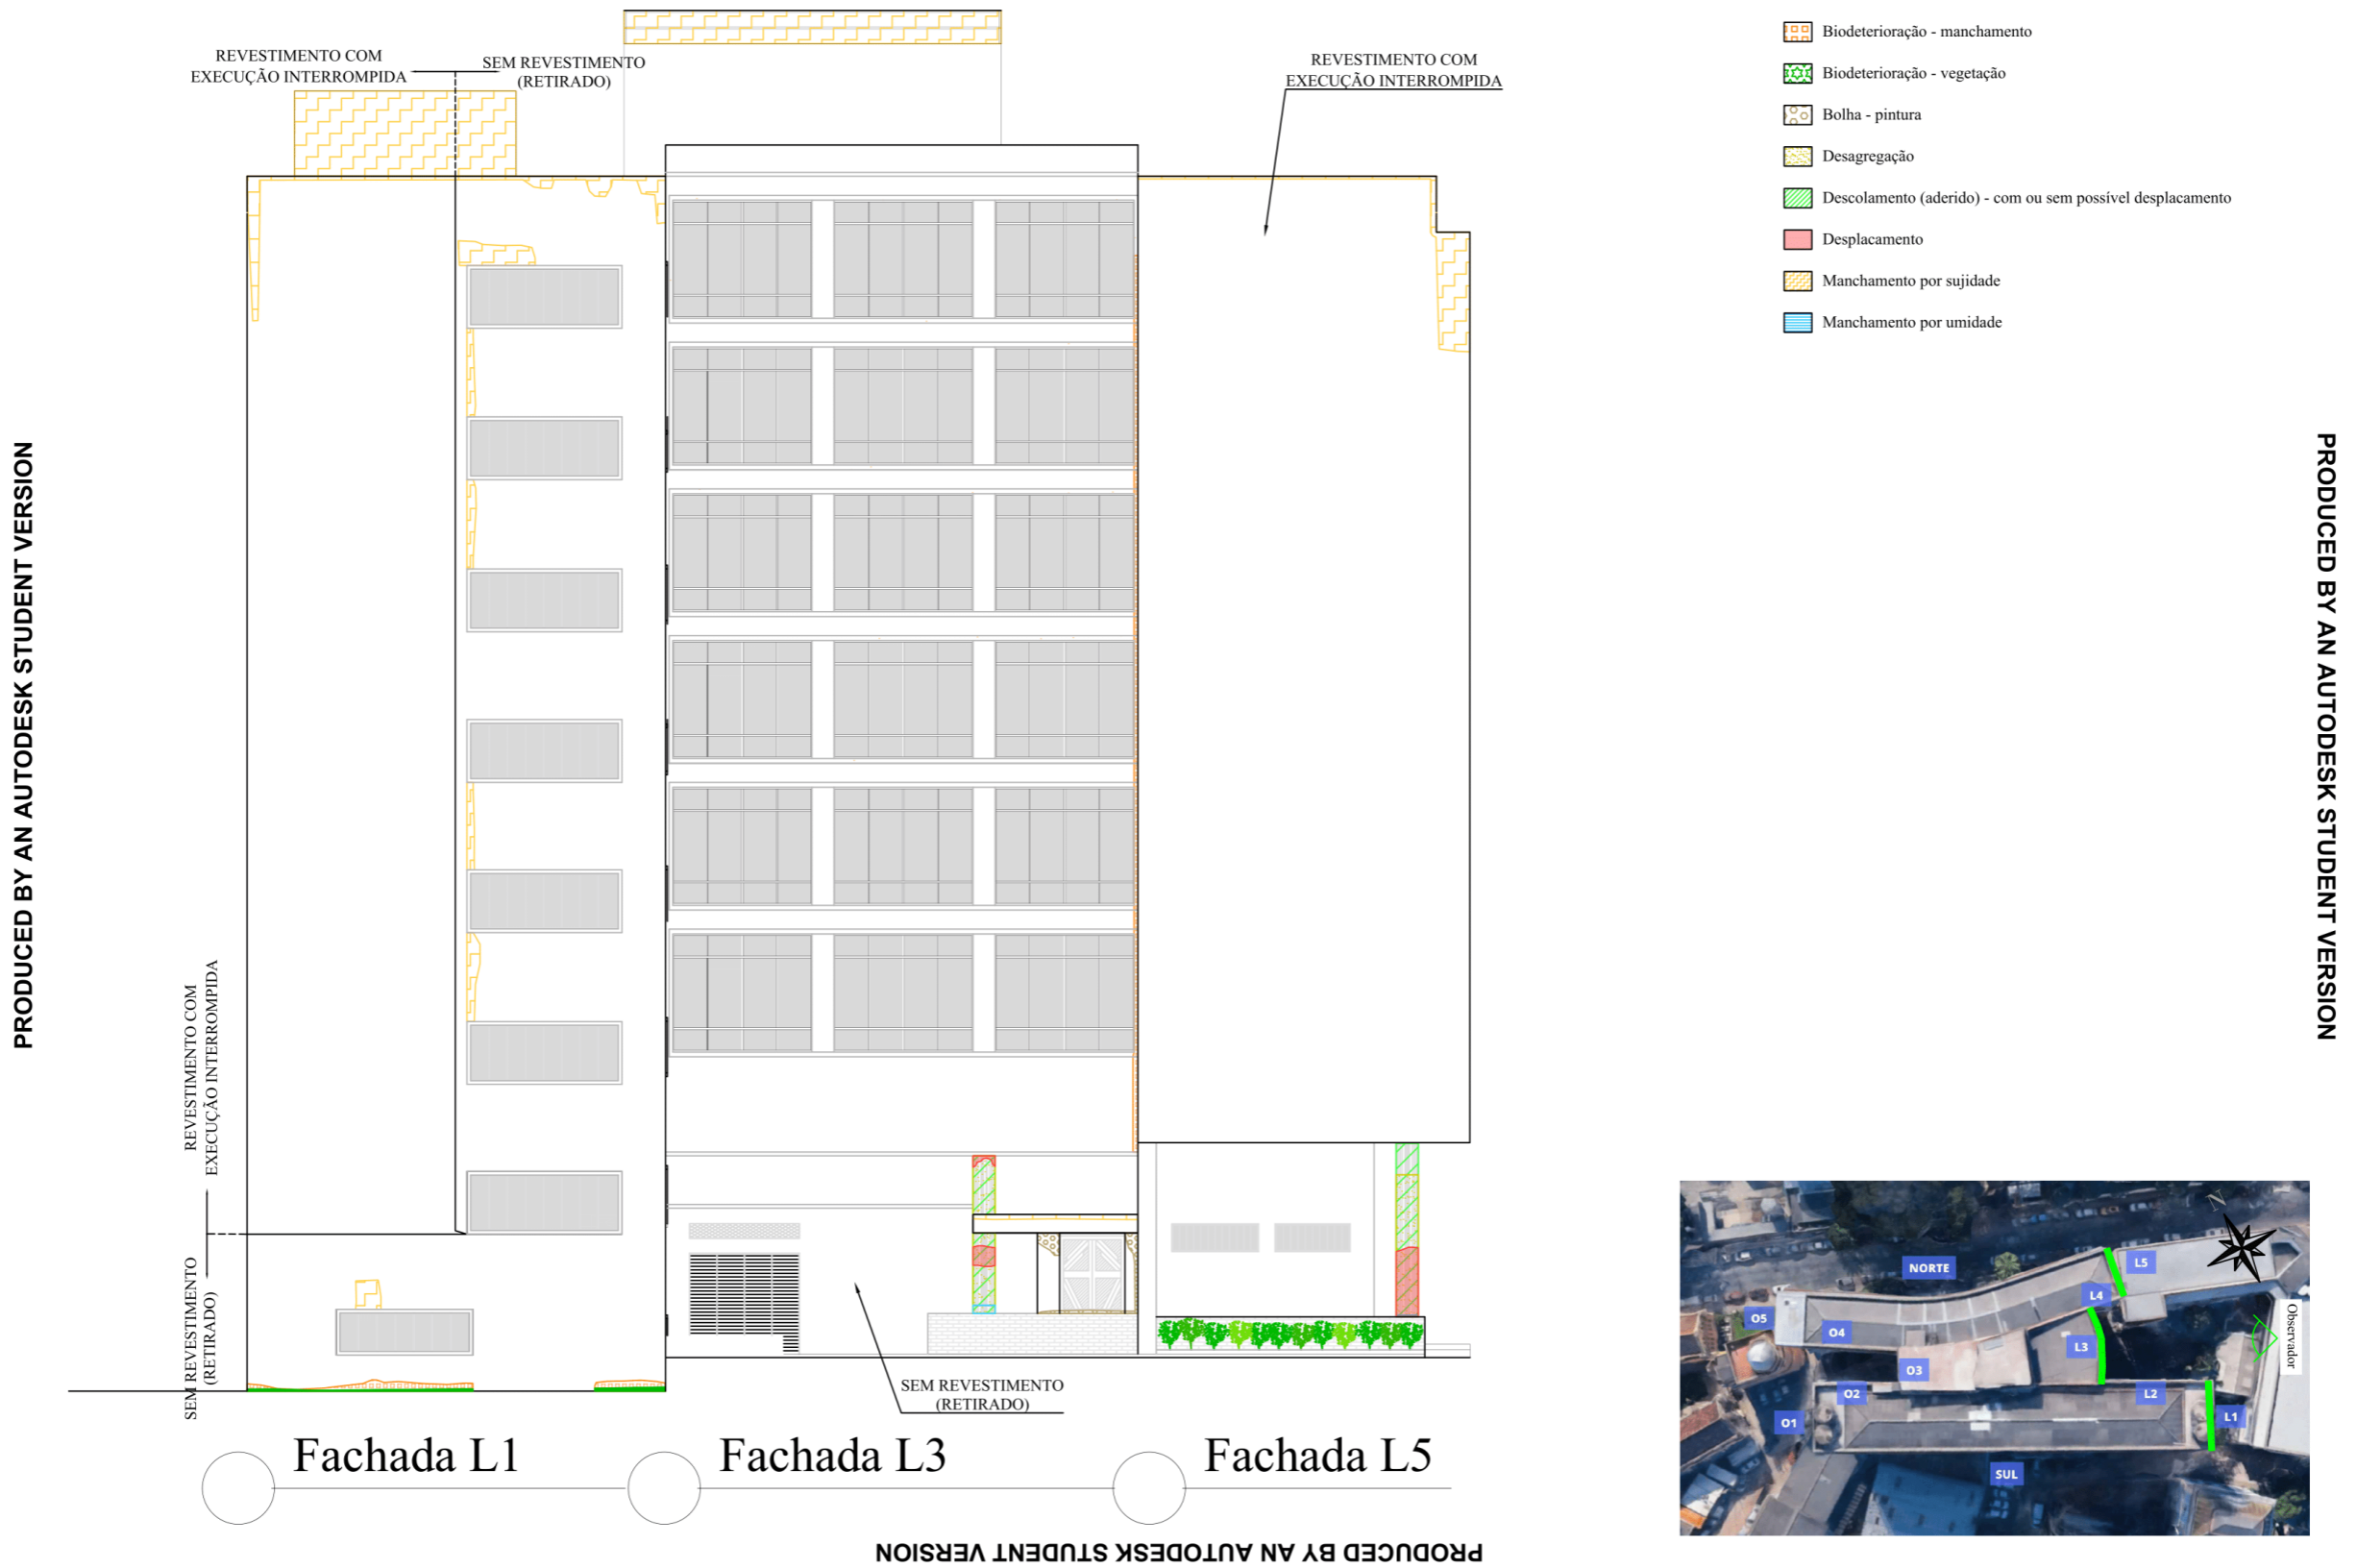 REVESTIMENTO COM
EXECUÇÃO INTERROMPIDA
SEM REVESTIMENTO
(RETIRADO)
REVESTIMENTO COM
EXECUÇÃO INTERROMPIDA
Biodeterioração - manchamento
Biodeterioração - vegetação
Bolha - pintura
Desagregação
Descolamento (aderido) - com ou sem possível desplacamento
Desplacamento
Manchamento por sujidade
Manchamento por umidade
PRODUCED BY AN AUTODESK STUDENT VERSION
PRODUCED BY AN AUTODESK STUDENT VERSION
REVESTIMENTO COM
EXECUÇÃO INTERROMPIDA
SEM REVESTIMENTO
(RETIRADO)
SEM REVESTIMENTO
(RETIRADO)
Fachada L1
Fachada L3
Fachada L5
N
NORTE
L5
L4
O5
O4
L3
Observador
O3
O2
L2
O1
L1
SUL
PRODUCED BY AN AUTODESK STUDENT VERSION